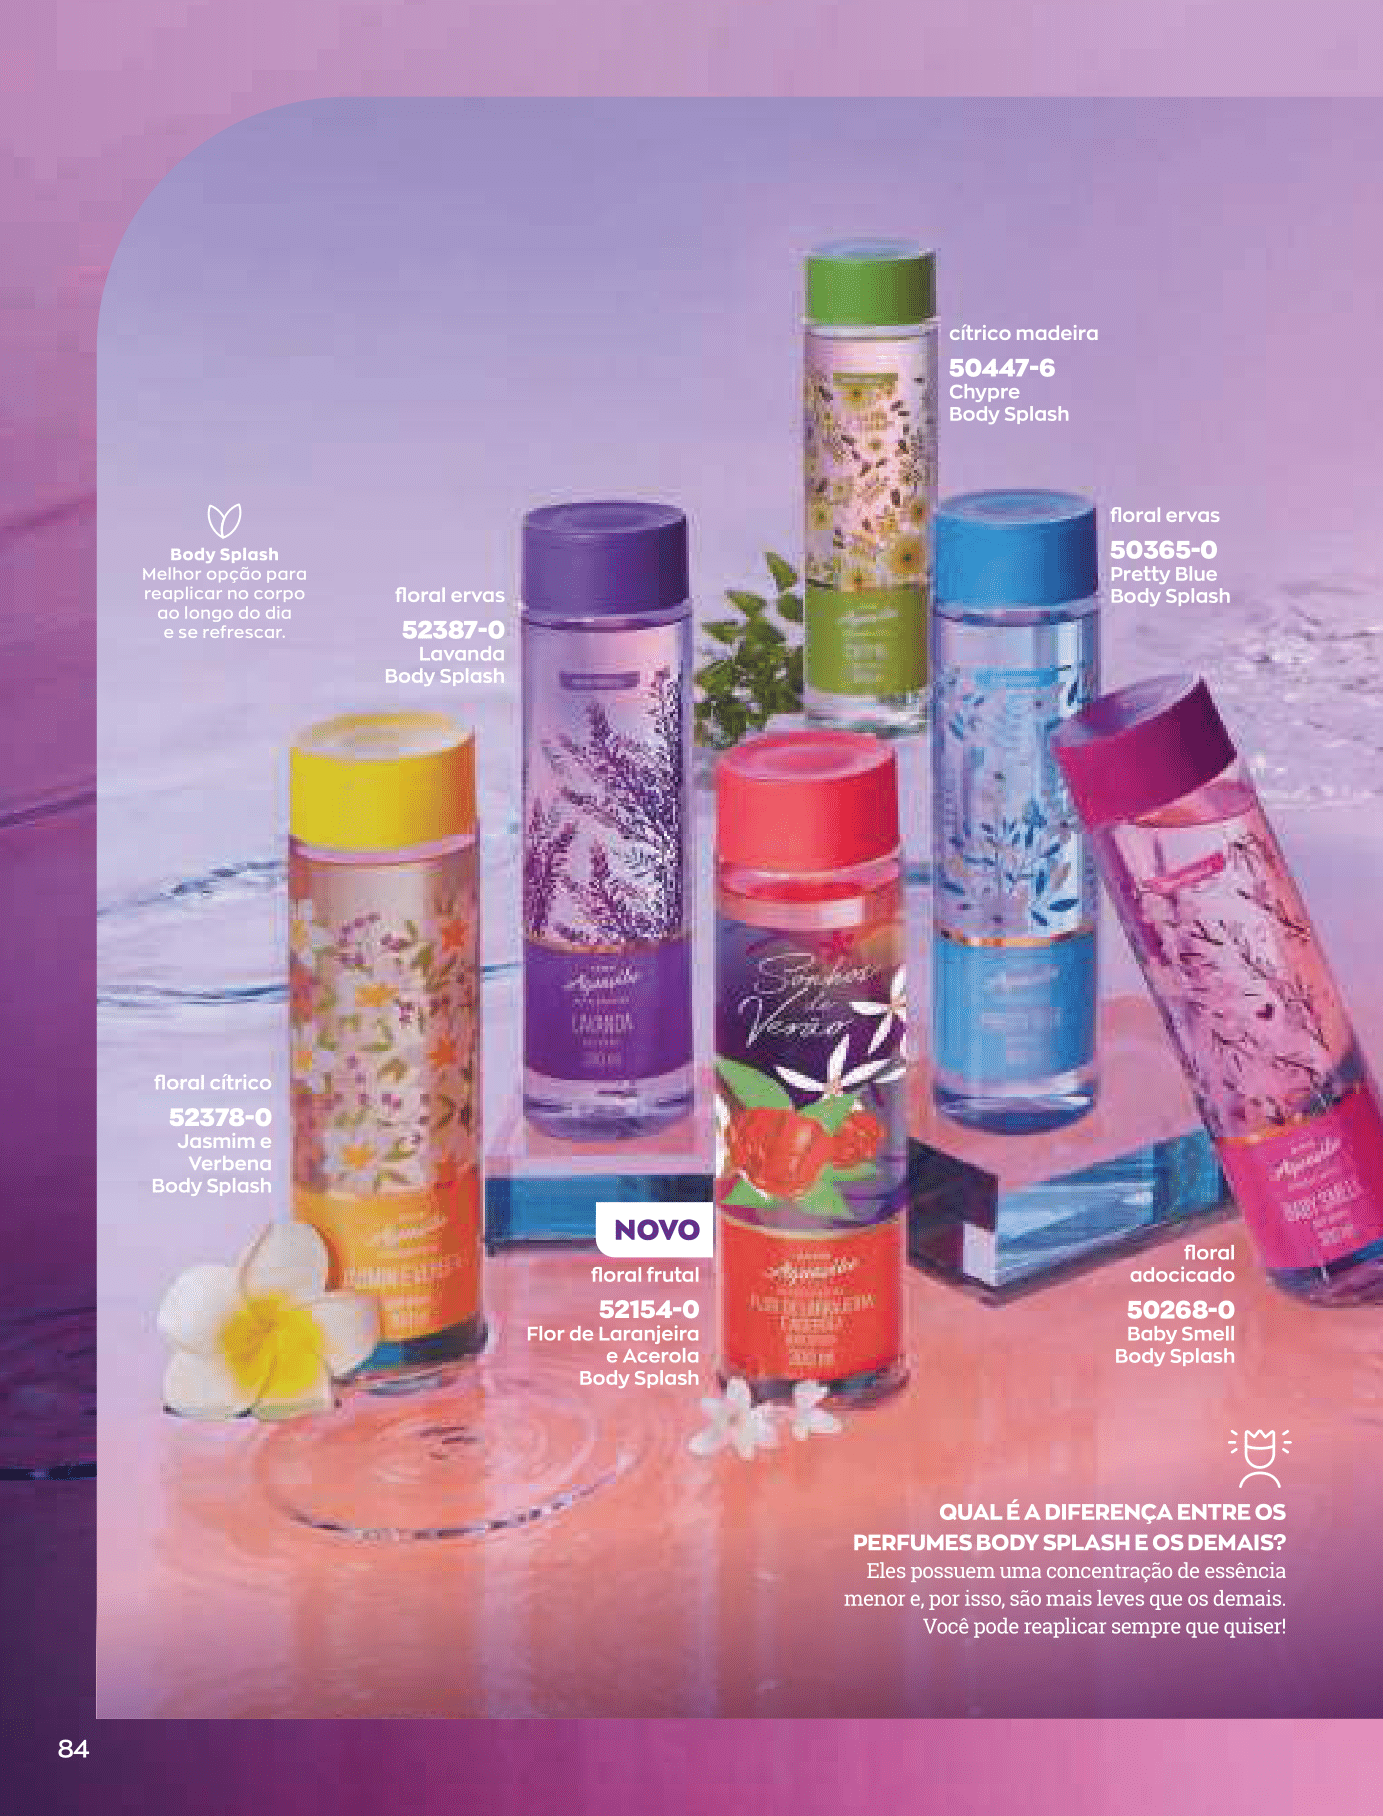 cítrico madeira
50447-6
Chypre
Body Splash
floral ervas
50365-0
Pretty Blue
Body Splash
Body Splash
Melhor opção para
reaplicar no corpo
ao longo do dia
e se refrescar.
floral ervas
52387-0
Lavanda
Body Splash
Sonhos
de
Verão
LAVANDA
floral cítrico
52378-0
Jasmim e
Verbena
Body Splash
NOVO
floral frutal
52154-0
Flor de Laranjeira
e Acerola
Body Splash
floral
adocicado
50268-0
Baby Smell
Body Splash
QUAL É A DIFERENÇA ENTRE OS
PERFUMES BODY SPLASH E OS DEMAIS?
Eles possuem uma concentração de essência
menor e, por isso, são mais leves que os demais.
Você pode reaplicar sempre que quiser!
84